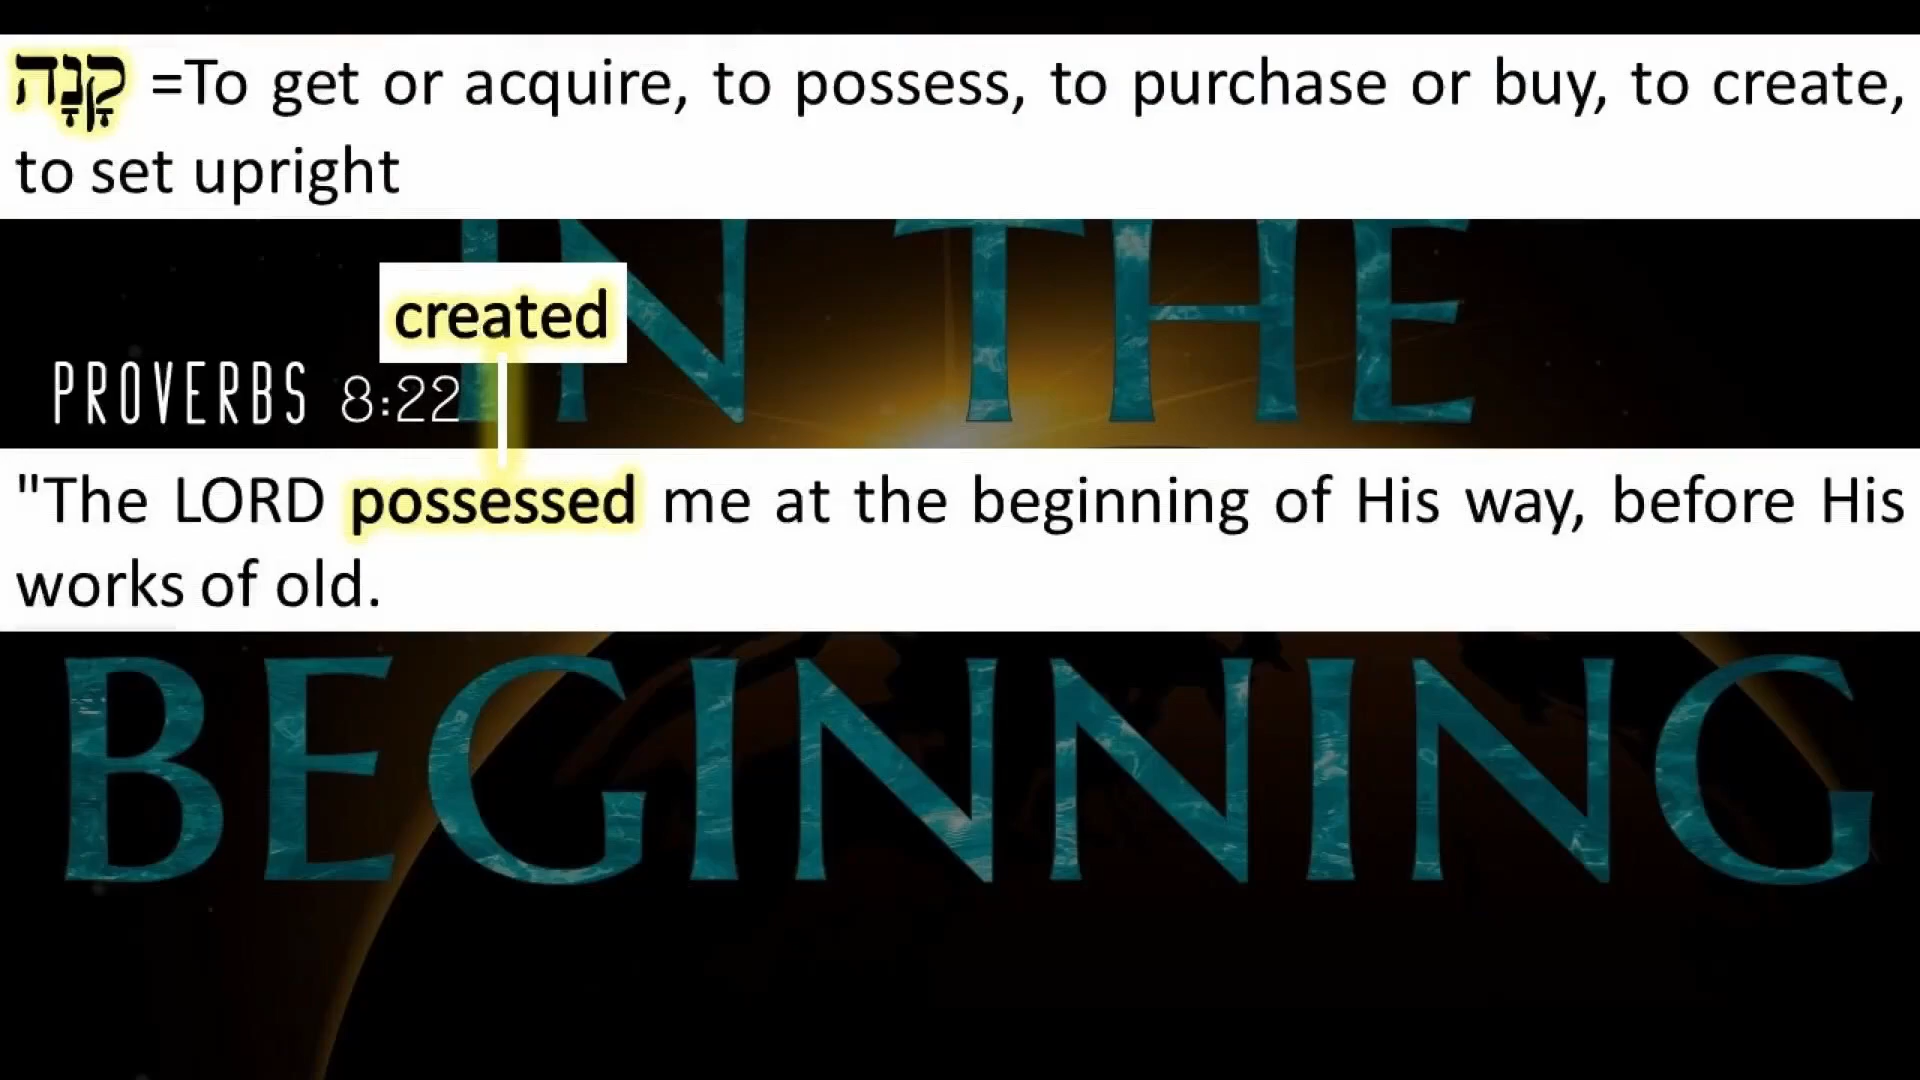 קָנָה =To get or acquire, to possess, to purchase or buy, to create,
to set upright
IN THE
created
PROVERBS 8:22
"The LORD possessed me at the beginning of His way, before His
works of old.
BEGINNING